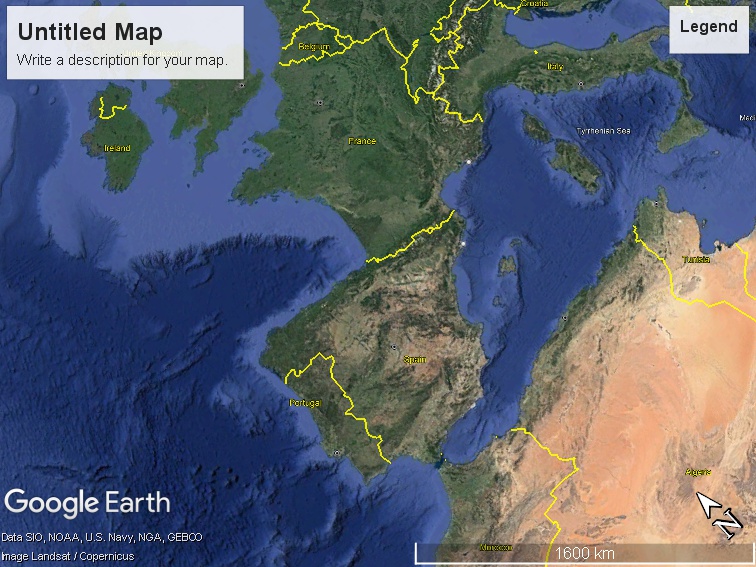 Untitled Map
Write a description for your map.
Legend
Croatia
Belgium
Italy
Tyrrhenian Sea
Ireland
France
Tunisia
Spain
Portugal
Algeria
Morocco
N
Google Earth
Data SIO, NOAA, U.S. Navy, NGA, GEBCO
Image Landsat / Copernicus
1600 km